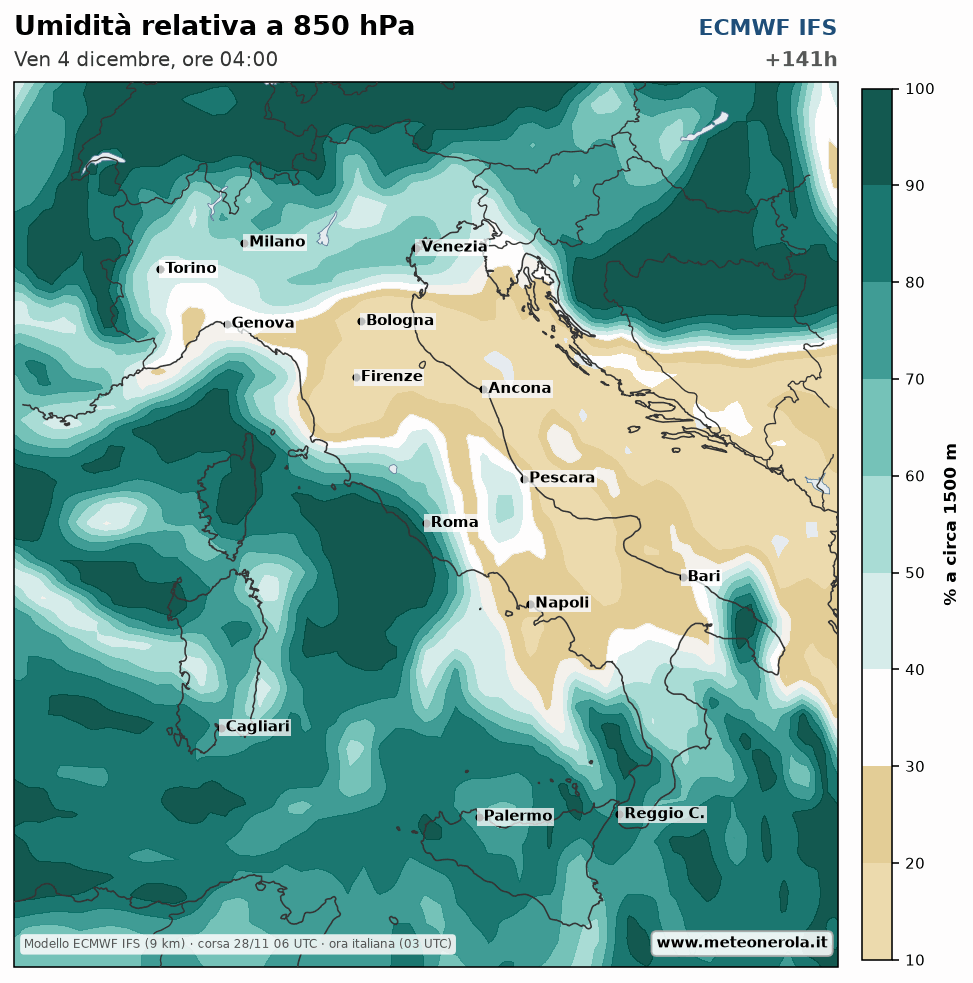 Umidità relativa a 850 hPa
ECMWF IFS
Ven 4 dicembre, ore 04:00
+141h
Milano
Venezia
Torino
Genova
Bologna
Firenze
Ancona
Pescara
Roma
Bari
Napoli
Cagliari
Palermo
Reggio C.
100
90
80
70
60
50
40
30
20
10
% a circa 1500 m
Modello ECMWF IFS (9 km) · corsa 28/11 06 UTC · ora italiana (03 UTC)
www.meteonerola.it